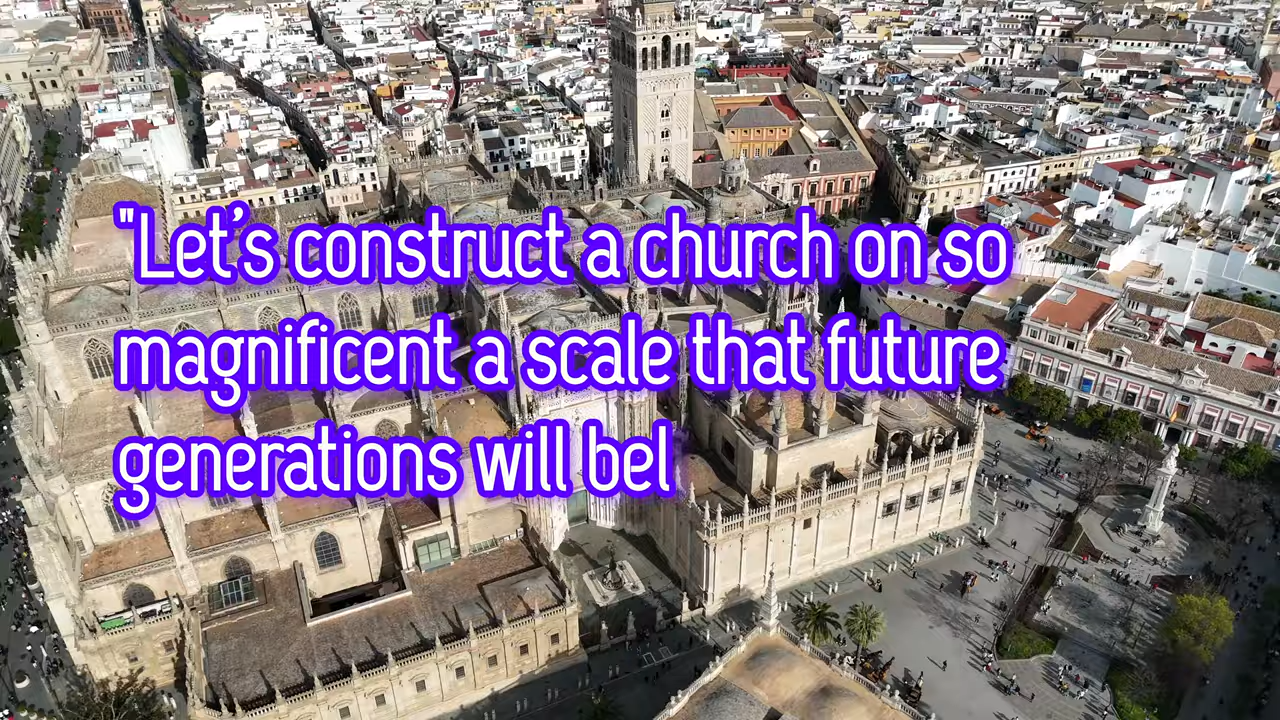 "Let's construct a church on so
magnificent a scale that future
generations will bel